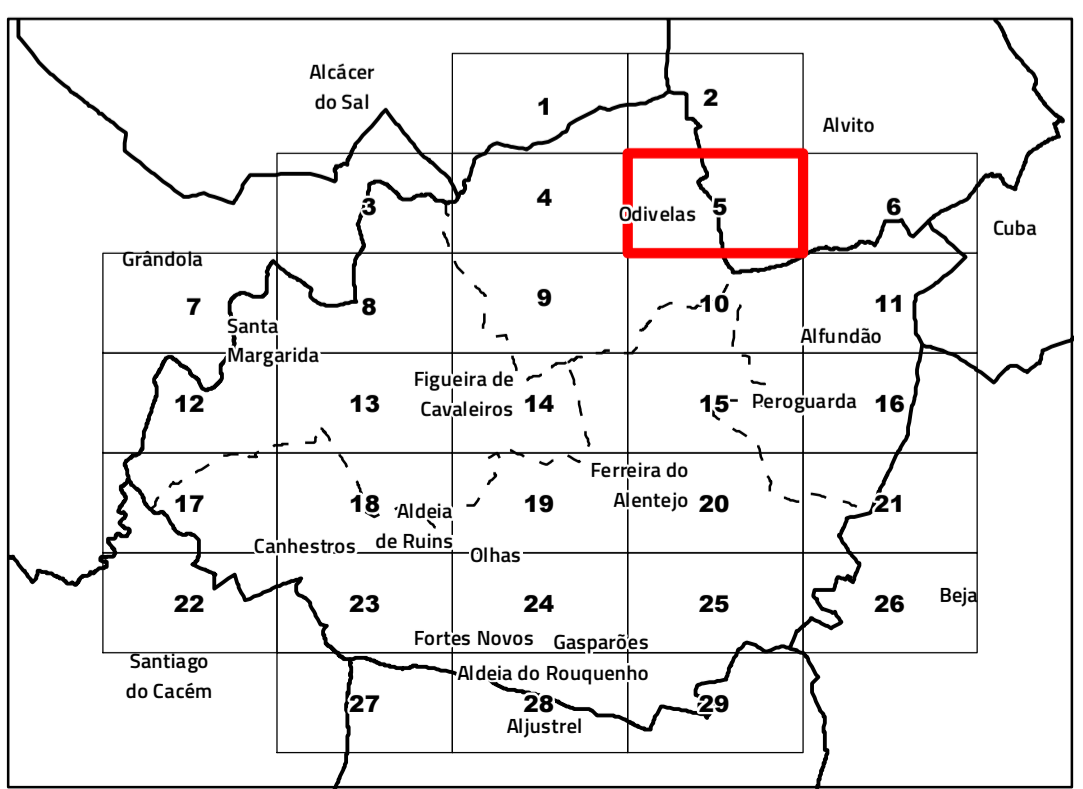 Alcácer
do Sal
1
2
Alvito
3
4
Odivelas
5
6
Cuba
Grândola
7
8
9
10
11
Santa
Margarida
Alfundão
12
13
Figueira de
Cavaleiros
14
15
Peroguarda
16
17
18
Aldeia
de Ruins
19
Ferreira do
Alentejo
20
21
Canhestros
Olhas
22
23
24
25
26
Beja
Fortes Novos
Gasparões
Santiago
do Cacém
Aldeia do Rouquenho
27
28
29
Aljustrel